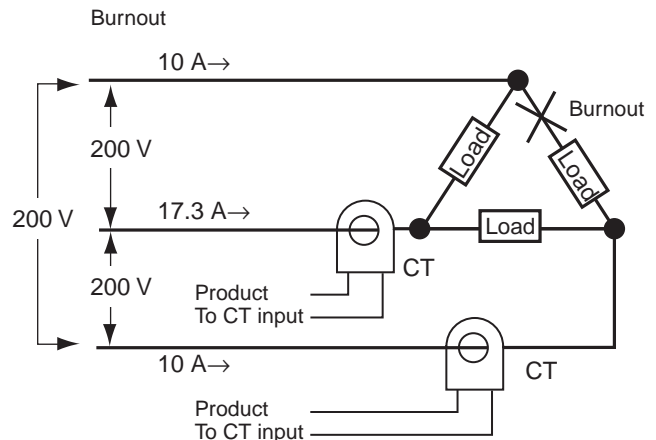 Burnout
10 A→
Burnout
200 V
Load
Load
200 V
17.3 A→
Load
CT
200 V
Product
To CT input
10 A→
CT
Product
To CT input